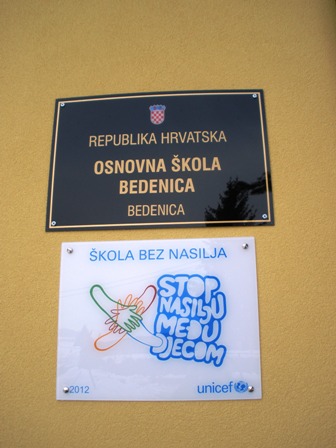 REPUBLIKA HRVATSKA
OSNOVNA ŠKOLA
BEDENICA
BEDENICA
ŠKOLA BEZ NASILJA
STOP
NASILJU
MEĐU
DJECOM
2012
unicef